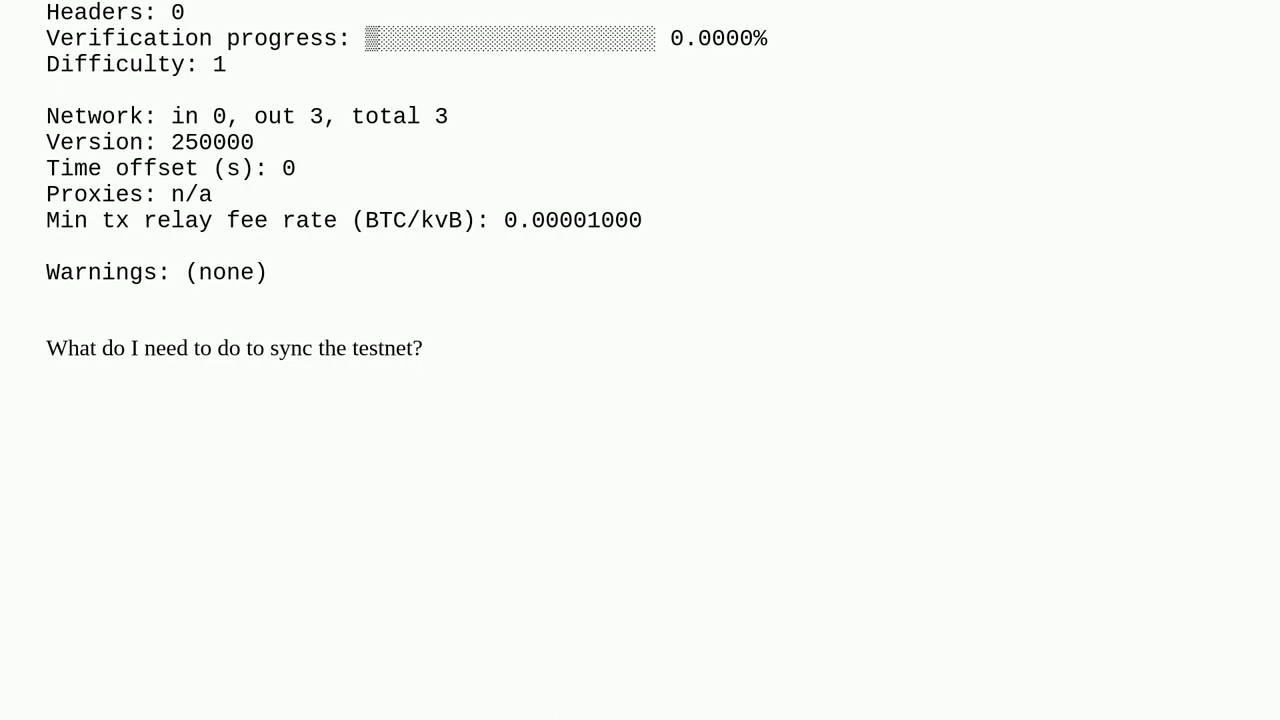 Headers: 0
Verification progress: ▒░░░░░░░░░░░░░░░░░░░░ 0.0000%
Difficulty: 1
Network: in 0, out 3, total 3
Version: 250000
Time offset (s): 0
Proxies: n/a
Min tx relay fee rate (BTC/kvB): 0.00001000
Warnings: (none)
What do I need to do to sync the testnet?